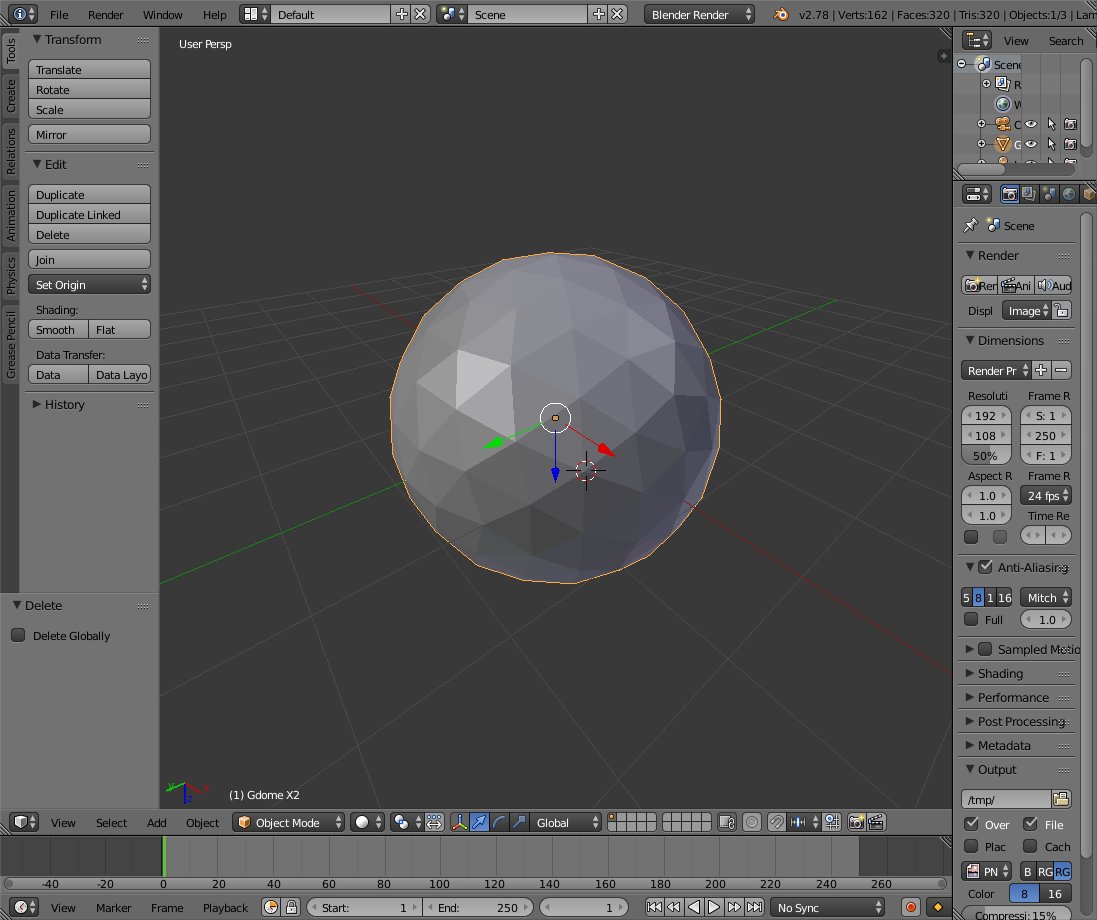 File Render Window Help Default Scene Blender Render v2.78 | Verts:162 | Faces:320 | Tris:320 | Objects:1/3 | Lam
Tools
Create
Relations
Animation
Physics
Grease Pencil
Transform
Translate
Rotate
Scale
Mirror
Edit
Duplicate
Duplicate Linked
Delete
Join
Set Origin
Shading:
Smooth Flat
Data Transfer:
Data Data Layo
History
Delete
Delete Globally
User Persp
(1) Gdome X2
View Select Add Object Object Mode Global
-40 -20 0 20 40 60 80 100 120 140 160 180 200 220 240 260
View Marker Frame Playback Start: 1 End: 250 1 No Sync
View Search
Scene
R
W
C
G
Scene
Render
Ren Ani Aud
Displ Image
Dimensions
Render Pr
Resoluti Frame R
192 S: 1
108 250
50% F: 1
Aspect R Frame R
1.0 24 fps
1.0 Time Re
Anti-Aliasing
5 8 1 16 Mitch
Full 1.0
Sampled Motio
Shading
Performance
Post Processing
Metadata
Output
/tmp/
Over File
Plac Cach
PN B RG RG
Color 8 16
Compressi: 15%